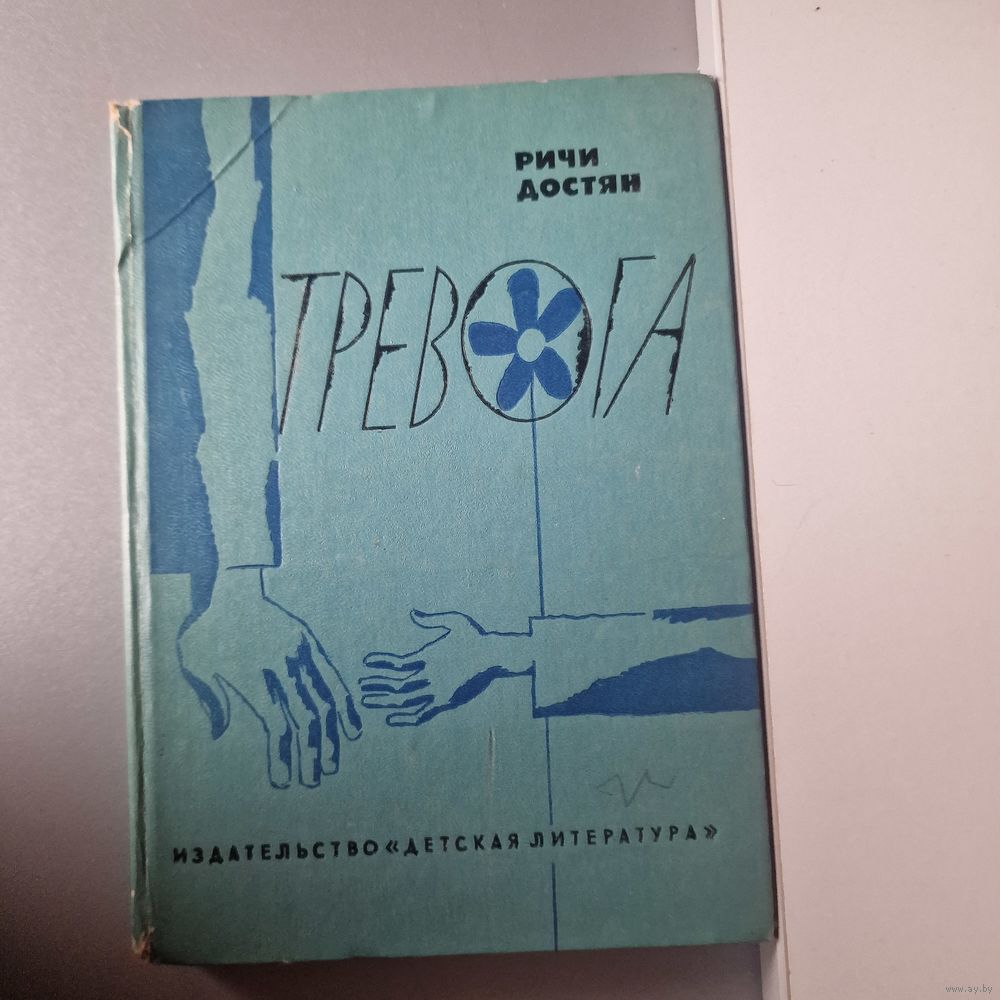 РИЧИ
ДОСТЯН
ТРЕВОГА
ИЗДАТЕЛЬСТВО «ДЕТСКАЯ ЛИТЕРАТУРА»
www.ay.by